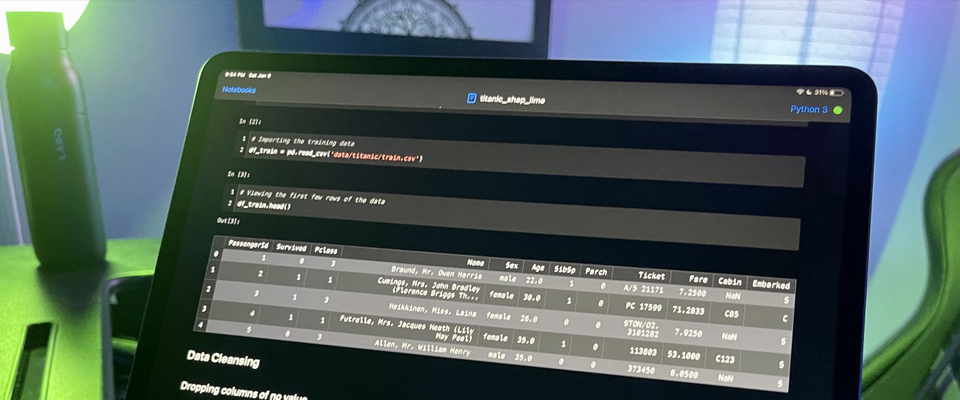 9:54 PM Sat Jan 9
31%
Notebooks
titanic_shap_lime
Python 3
In [2]:
1 # Importing the training data
2 df_train = pd.read_csv('data/titanic/train.csv')
In [3]:
1 # Viewing the first few rows of the data
2 df_train.head()
Out[3]:
PassengerId Survived Pclass Name Sex Age SibSp Parch Ticket Fare Cabin Embarked
0 1 0 3 Braund, Mr. Owen Harris male 22.0 1 0 A/5 21171 7.2500 NaN S
1 2 1 1 Cumings, Mrs. John Bradley
(Florence Briggs Th... female 38.0 1 0 PC 17599 71.2833 C85 C
2 3 1 3 Heikkinen, Miss. Laina female 26.0 0 0 STON/O2.
3101282 7.9250 NaN S
3 4 1 1 Futrelle, Mrs. Jacques Heath (Lily
May Peel) female 35.0 1 0 113803 53.1000 C123 S
4 5 0 3 Allen, Mr. William Henry male 35.0 0 0 373450 8.0500 NaN S
Data Cleansing
Dropping columns of no value